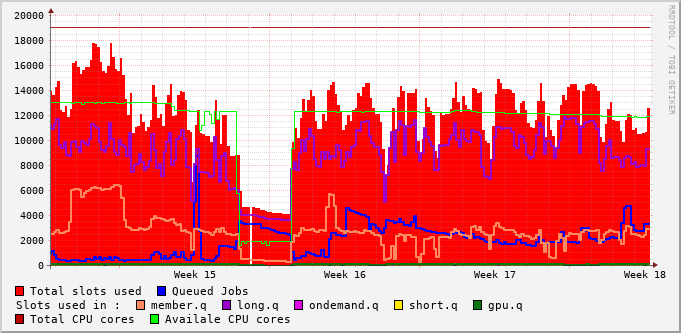 RRDTOOL / TOBI OETIKER
20000
18000
16000
14000
12000
10000
8000
6000
4000
2000
0
Week 15 Week 16 Week 17 Week 18
Total slots used Queued Jobs
Slots used in : member.q long.q ondemand.q short.q gpu.q
Total CPU cores Availale CPU cores